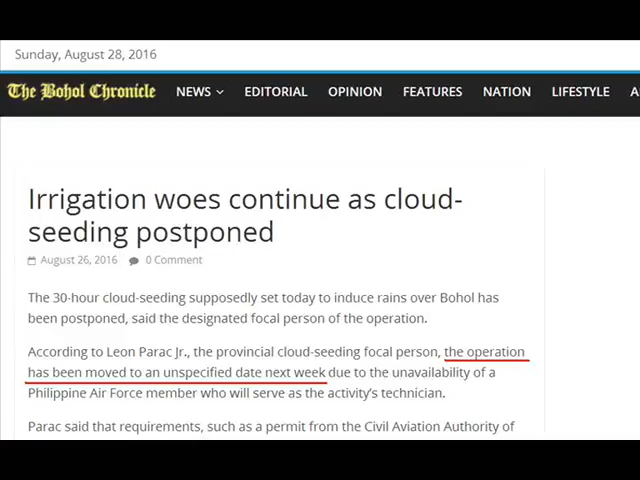 Sunday, August 28, 2016
The Bohol Chronicle NEWS EDITORIAL OPINION FEATURES NATION LIFESTYLE A
Irrigation woes continue as cloud-
seeding postponed
August 26, 2016 0 Comment
The 30-hour cloud-seeding supposedly set today to induce rains over Bohol has
been postponed, said the designated focal person of the operation.
According to Leon Parac Jr., the provincial cloud-seeding focal person, the operation
has been moved to an unspecified date next week due to the unavailability of a
Philippine Air Force member who will serve as the activity's technician.
Parac said that requirements, such as a permit from the Civil Aviation Authority of